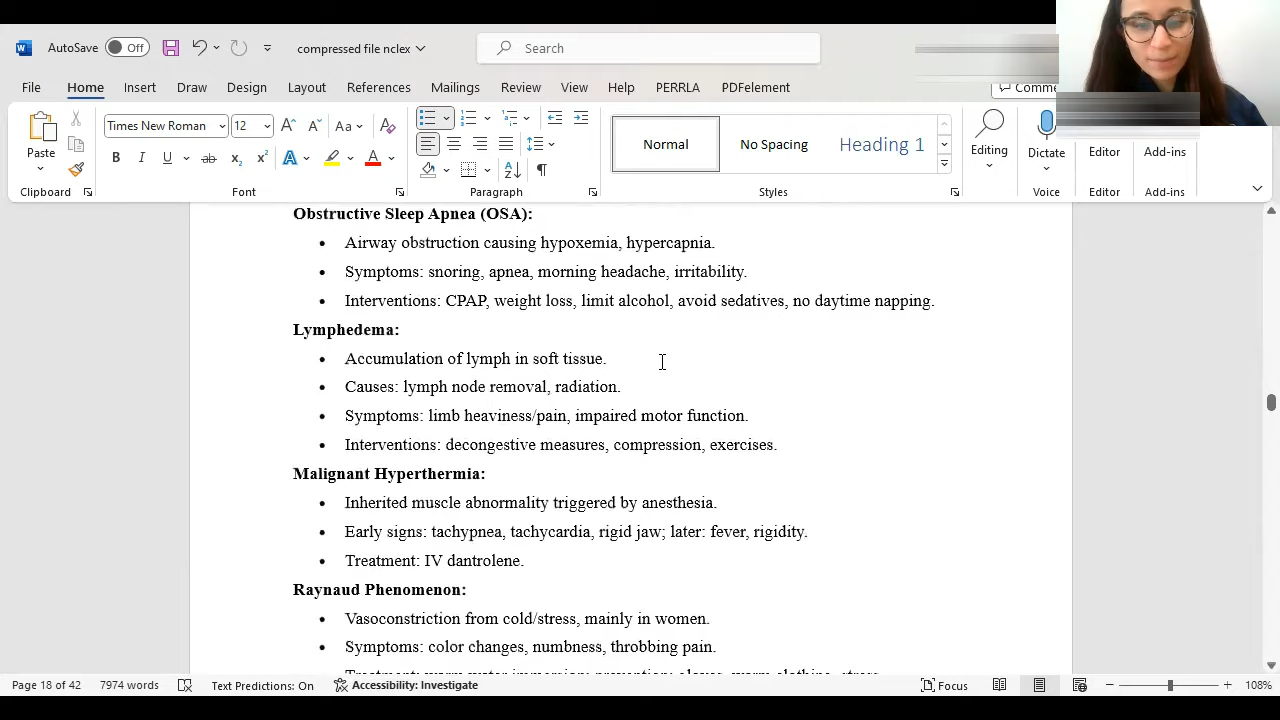 AutoSave Off compressed file nclex Search
File Home Insert Draw Design Layout References Mailings Review View Help PERRLA PDFelement Comme
Times New Roman 12 Aa A
Paste B I U ab x2 x2 A A Normal No Spacing Heading 1 Editing Dictate Editor Add-ins
Clipboard Font Paragraph Styles Voice Editor Add-ins
Obstructive Sleep Apnea (OSA):
• Airway obstruction causing hypoxemia, hypercapnia.
• Symptoms: snoring, apnea, morning headache, irritability.
• Interventions: CPAP, weight loss, limit alcohol, avoid sedatives, no daytime napping.
Lymphedema:
• Accumulation of lymph in soft tissue.
• Causes: lymph node removal, radiation.
• Symptoms: limb heaviness/pain, impaired motor function.
• Interventions: decongestive measures, compression, exercises.
Malignant Hyperthermia:
• Inherited muscle abnormality triggered by anesthesia.
• Early signs: tachypnea, tachycardia, rigid jaw; later: fever, rigidity.
• Treatment: IV dantrolene.
Raynaud Phenomenon:
• Vasoconstriction from cold/stress, mainly in women.
• Symptoms: color changes, numbness, throbbing pain.
Page 18 of 42 7974 words Text Predictions: On Accessibility: Investigate Focus 108%